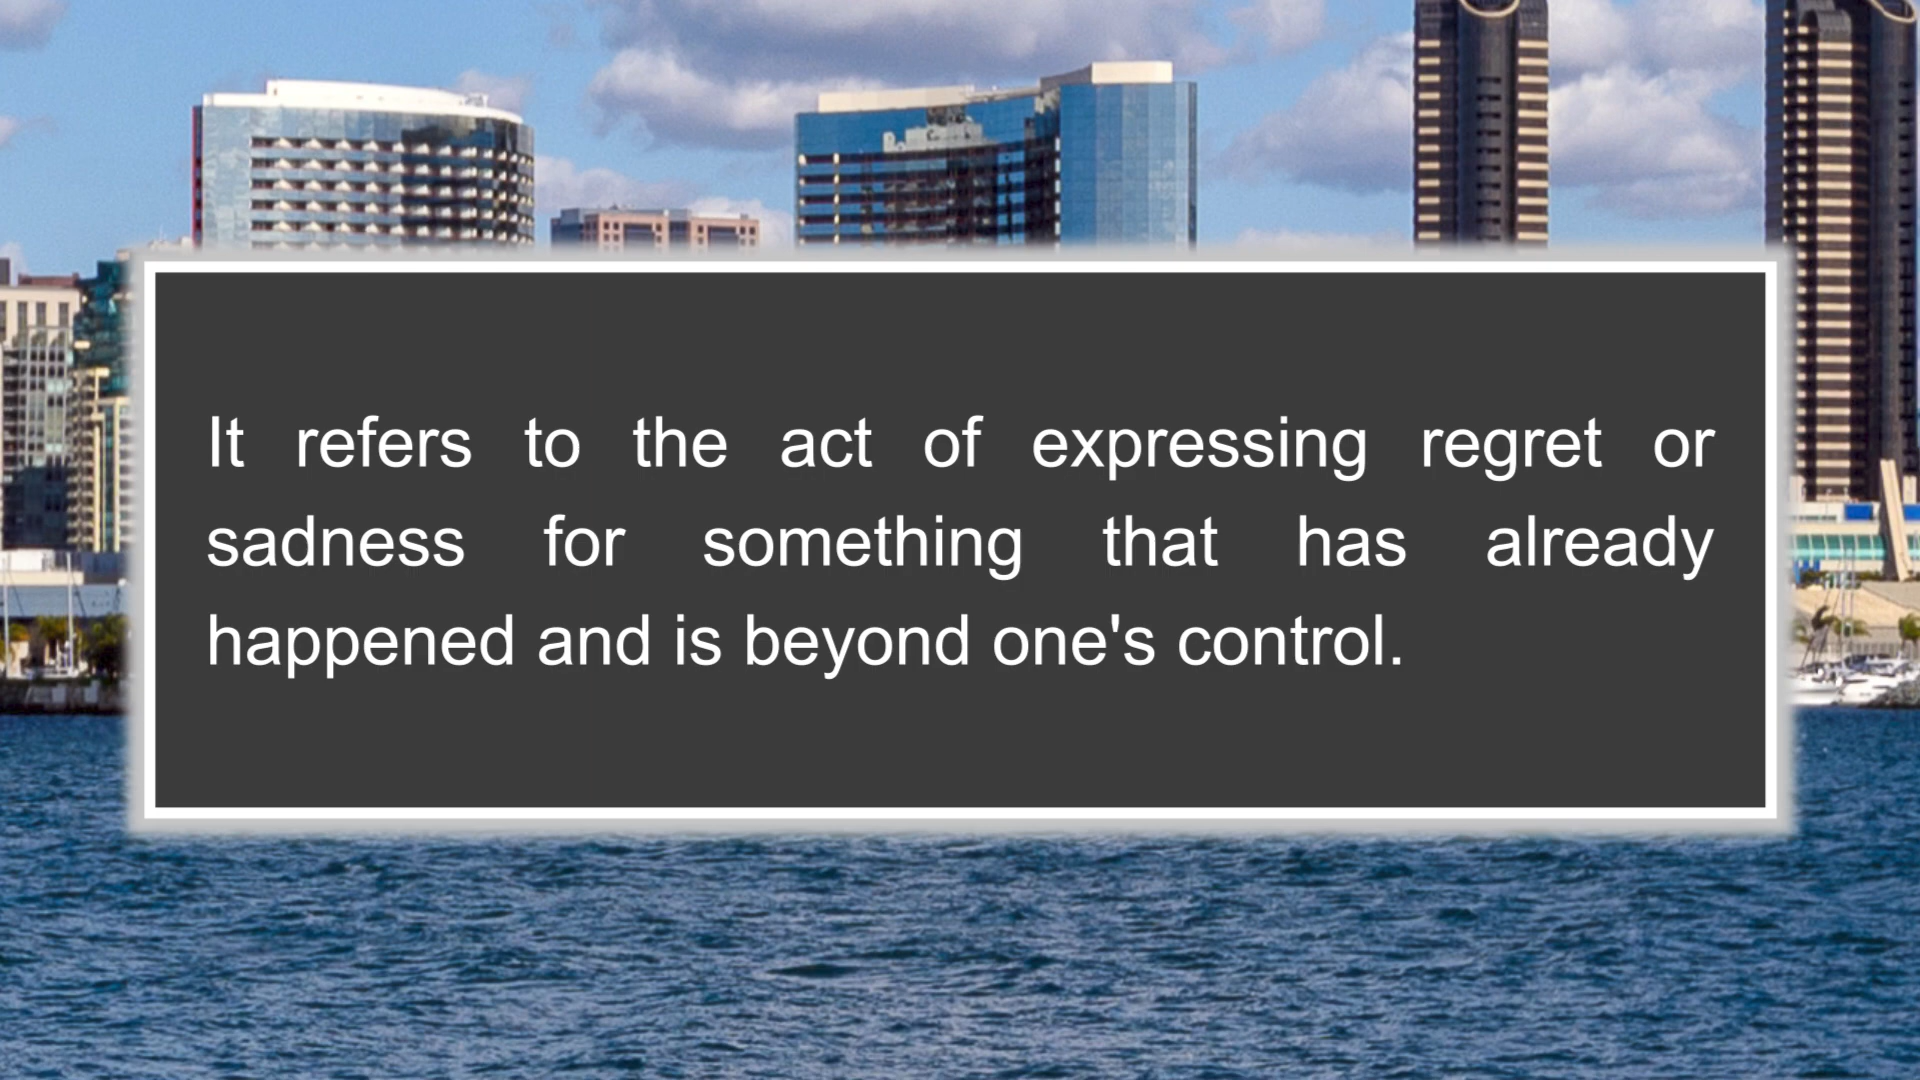 It refers to the act of expressing regret or
sadness for something that has already
happened and is beyond one's control.